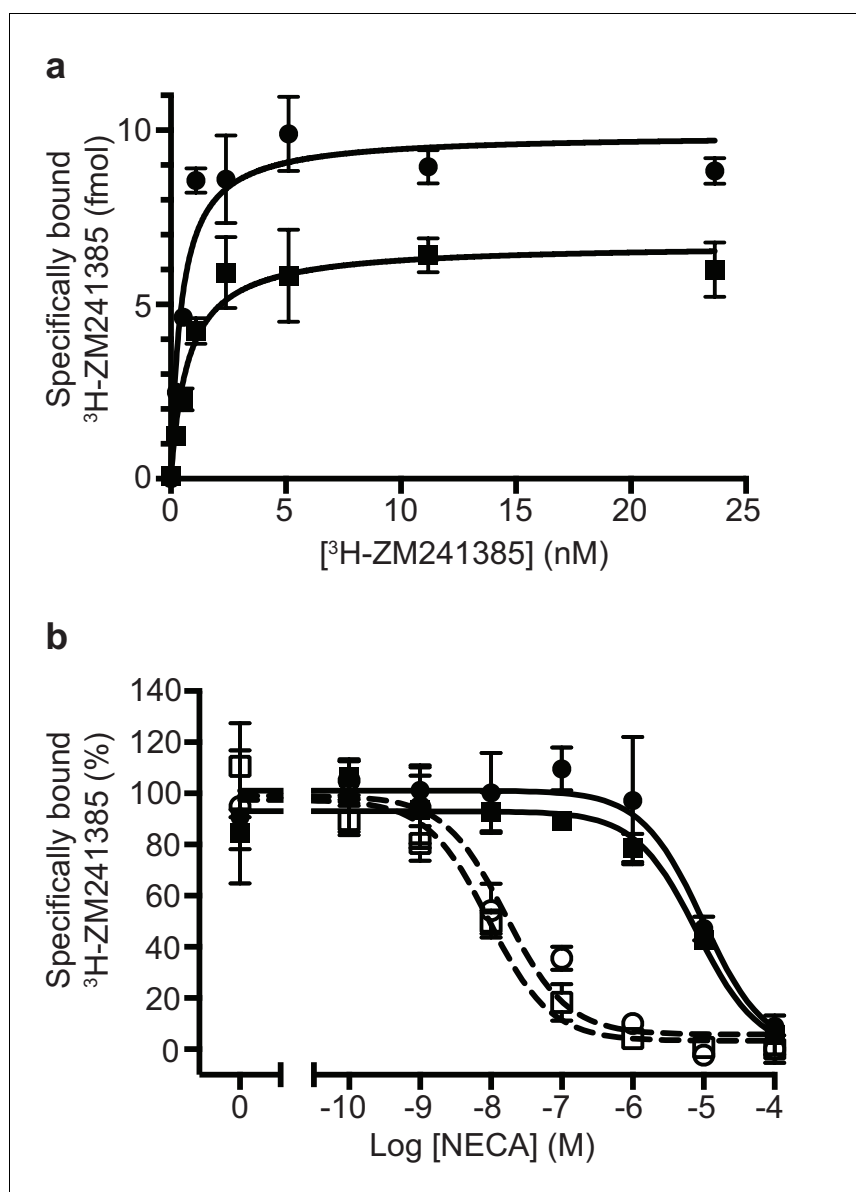 a
Specifically bound
³H-ZM241385 (fmol)
10
5
0
0 5 10 15 20 25
[³H-ZM241385] (nM)
b
Specifically bound
³H-ZM241385 (%)
140
120
100
80
60
40
20
0
0 -10 -9 -8 -7 -6 -5 -4
Log [NECA] (M)